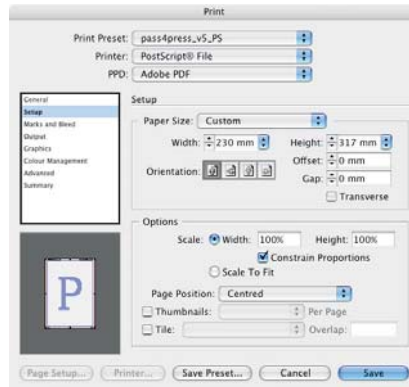 Print
Print Preset: pass4press_v5_PS
Printer: PostScript® File
PPD: Adobe PDF
General
Setup
Marks and Bleed
Output
Graphics
Colour Management
Advanced
Summary
Setup
Paper Size: Custom
Width: 230 mm Height: 317 mm
Orientation: Offset: 0 mm
Gap: 0 mm
Transverse
Options
Scale: Width: 100% Height: 100%
Constrain Proportions
Scale To Fit
Page Position: Centred
Thumbnails: Per Page
Tile: Overlap:
P
Page Setup... Printer... Save Preset... Cancel Save